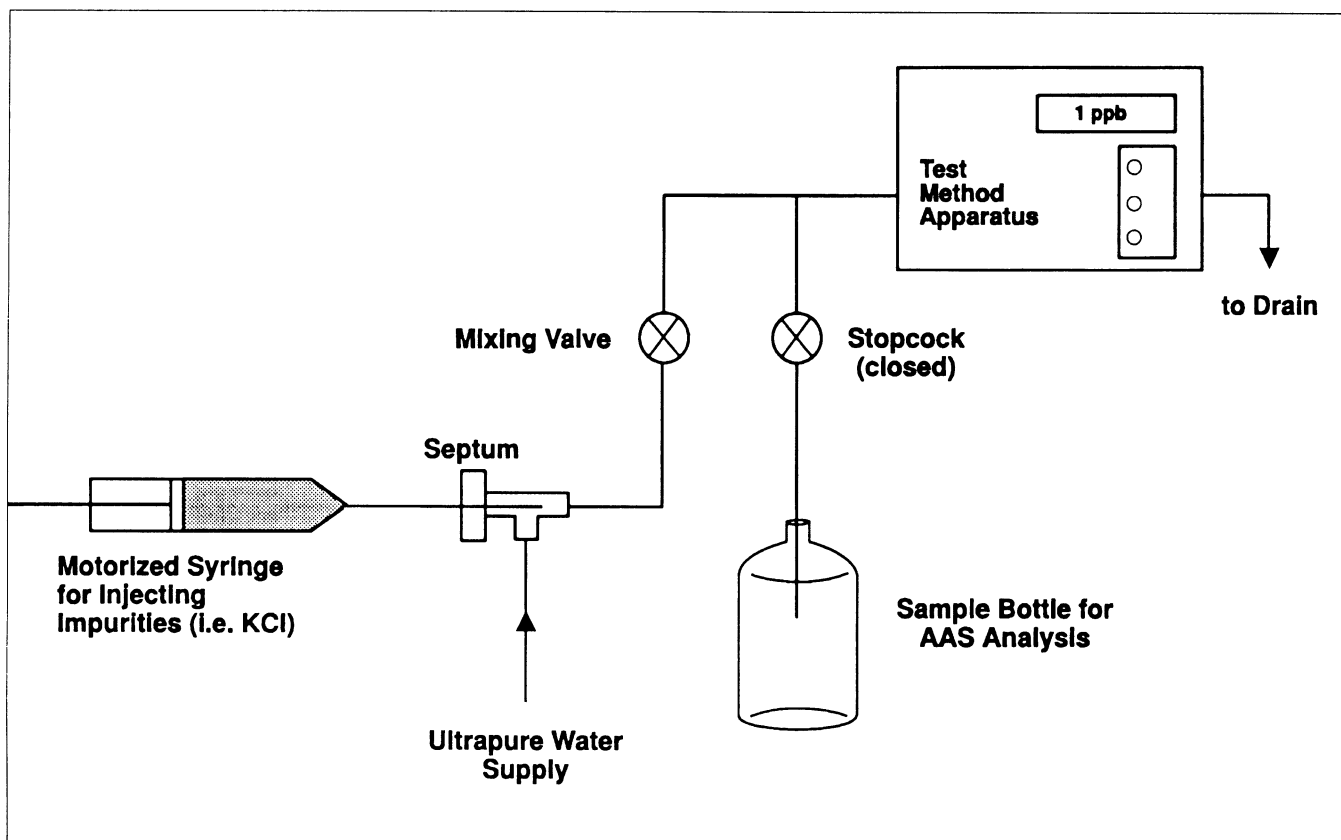 1 ppb
Test
Method
Apparatus
to Drain
Mixing Valve
Stopcock
(closed)
Septum
Motorized Syringe
for Injecting
Impurities (i.e. KCl)
Sample Bottle for
AAS Analysis
Ultrapure Water
Supply